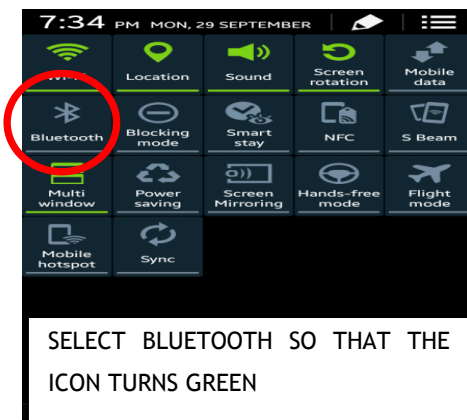 7:34 PM MON, 29 SEPTEMBER
Wi-Fi Location Sound Screen rotation Mobile data
Bluetooth Blocking mode Smart stay NFC S Beam
Multi window Power saving Screen Mirroring Hands-free mode Flight mode
Mobile hotspot Sync
SELECT BLUETOOTH SO THAT THE
ICON TURNS GREEN